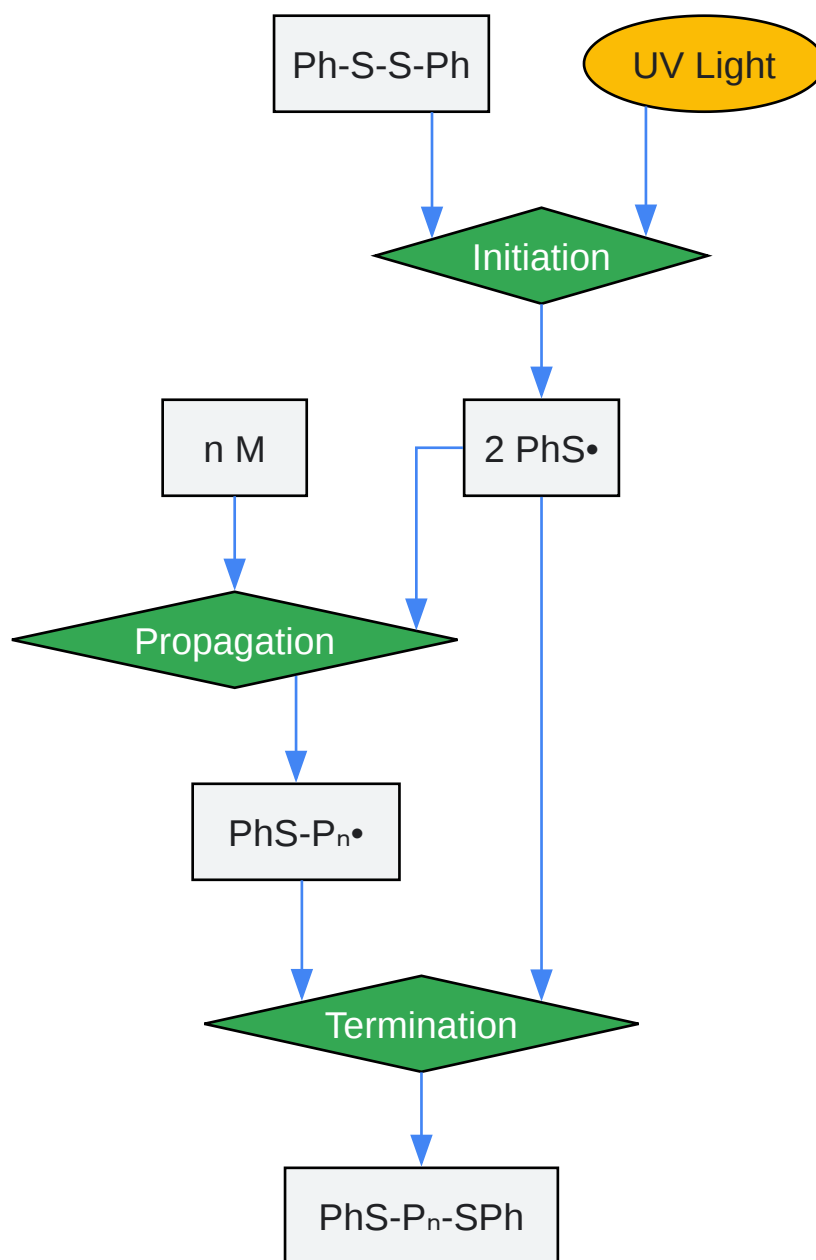 Ph-S-S-Ph
UV Light
Initiation
n M
2 PhS•
Propagation
PhS-Pₙ•
Termination
PhS-Pₙ-SPh